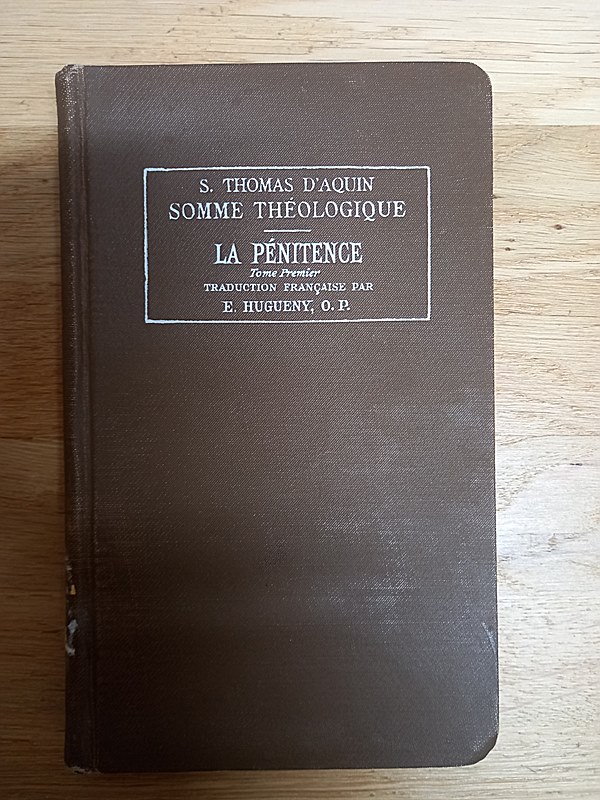 S. THOMAS D'AQUIN
SOMME THÉOLOGIQUE
LA PÉNITENCE
Tome Premier
TRADUCTION FRANÇAISE PAR
E. HUGUENY, O. P.